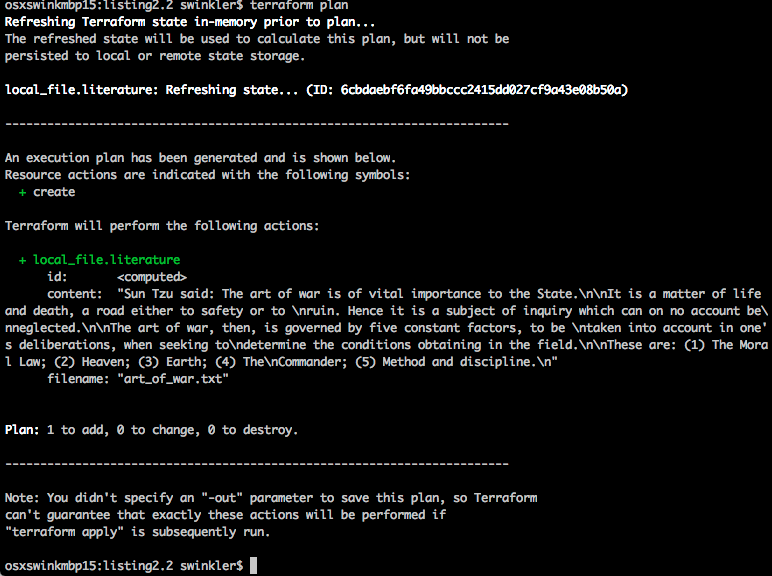 osxswinkmbp15:listing2.2 swinkler$ terraform plan
Refreshing Terraform state in-memory prior to plan...
The refreshed state will be used to calculate this plan, but will not be
persisted to local or remote state storage.
local_file.literature: Refreshing state... (ID: 6cbdaebf6fa49bbccc2415dd027cf9a43e08b50a)
------------------------------------------------------------------------
An execution plan has been generated and is shown below.
Resource actions are indicated with the following symbols:
+ create
Terraform will perform the following actions:
+ local_file.literature
id: <computed>
content: "Sun Tzu said: The art of war is of vital importance to the State.\n\nIt is a matter of life
and death, a road either to safety or to \nruin. Hence it is a subject of inquiry which can on no account be\
nneglected.\n\nThe art of war, then, is governed by five constant factors, to be \ntaken into account in one'
s deliberations, when seeking to\ndetermine the conditions obtaining in the field.\n\nThese are: (1) The Mora
l Law; (2) Heaven; (3) Earth; (4) The\nCommander; (5) Method and discipline.\n"
filename: "art_of_war.txt"
Plan: 1 to add, 0 to change, 0 to destroy.
------------------------------------------------------------------------
Note: You didn't specify an "-out" parameter to save this plan, so Terraform
can't guarantee that exactly these actions will be performed if
"terraform apply" is subsequently run.
osxswinkmbp15:listing2.2 swinkler$